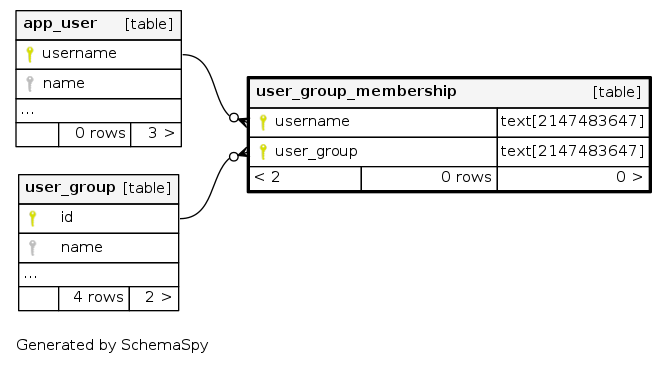 app_user [table]
username
name
...
0 rows 3 >
user_group_membership [table]
username text[2147483647]
user_group text[2147483647]
< 2 0 rows 0 >
user_group [table]
id
name
...
4 rows 2 >
Generated by SchemaSpy